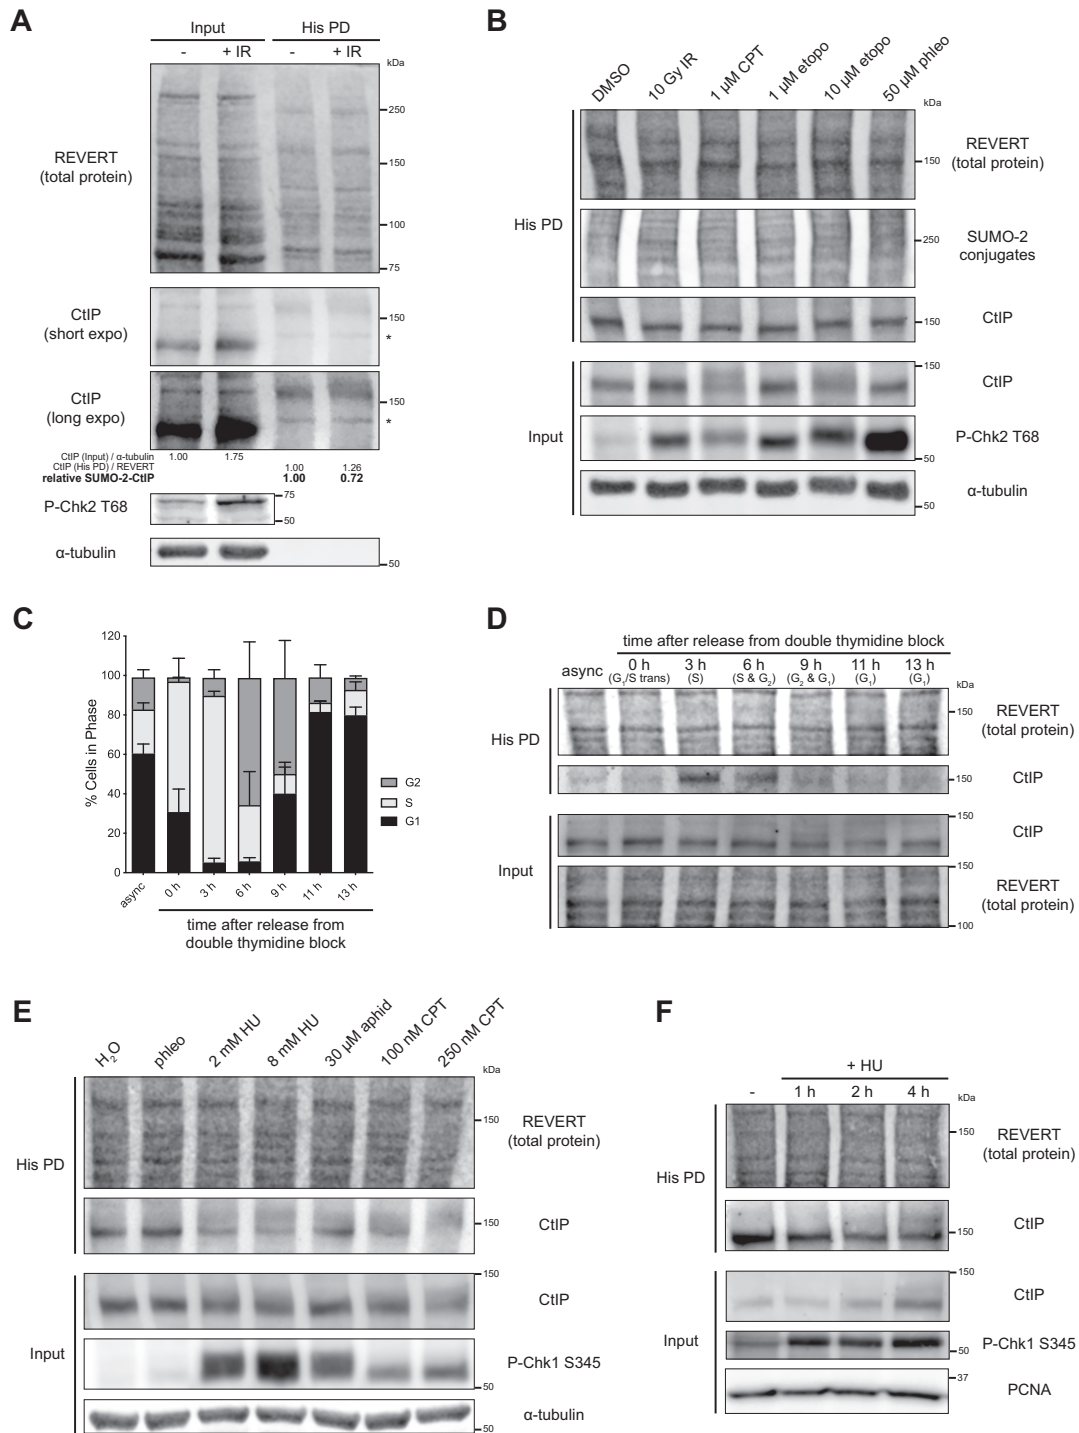 A
Input
His PD
-
+ IR
-
+ IR
kDa
REVERT
(total protein)
250
150
100
75
CtIP
(short expo)
150
*
CtIP
(long expo)
150
*
CtIP (Input) / α-tubulin 1.00 1.75
CtIP (His PD) / REVERT 1.00 1.26
relative SUMO-2-CtIP 1.00 0.72
P-Chk2 T68
75
50
α-tubulin
50
B
DMSO
10 Gy IR
1 µM CPT
1 µM etopo
10 µM etopo
50 µM phleo
kDa
His PD
150
REVERT
(total protein)
250
SUMO-2
conjugates
150
CtIP
Input
150
CtIP
P-Chk2 T68
50
α-tubulin
50
C
% Cells in Phase
120
100
80
60
40
20
0
G2
S
G1
async
0 h
3 h
6 h
9 h
11 h
13 h
time after release from
double thymidine block
D
time after release from double thymidine block
async
0 h
(G1/S trans)
3 h
(S)
6 h
(S & G2)
9 h
(G2 & G1)
11 h
(G1)
13 h
(G1)
kDa
His PD
150
REVERT
(total protein)
150
CtIP
Input
150
CtIP
REVERT
(total protein)
100
E
H2O
phleo
2 mM HU
8 mM HU
30 µM aphid
100 nM CPT
250 nM CPT
kDa
His PD
150
REVERT
(total protein)
150
CtIP
Input
150
CtIP
P-Chk1 S345
50
α-tubulin
50
F
+ HU
-
1 h
2 h
4 h
kDa
His PD
150
REVERT
(total protein)
150
CtIP
Input
150
CtIP
P-Chk1 S345
50
37
PCNA